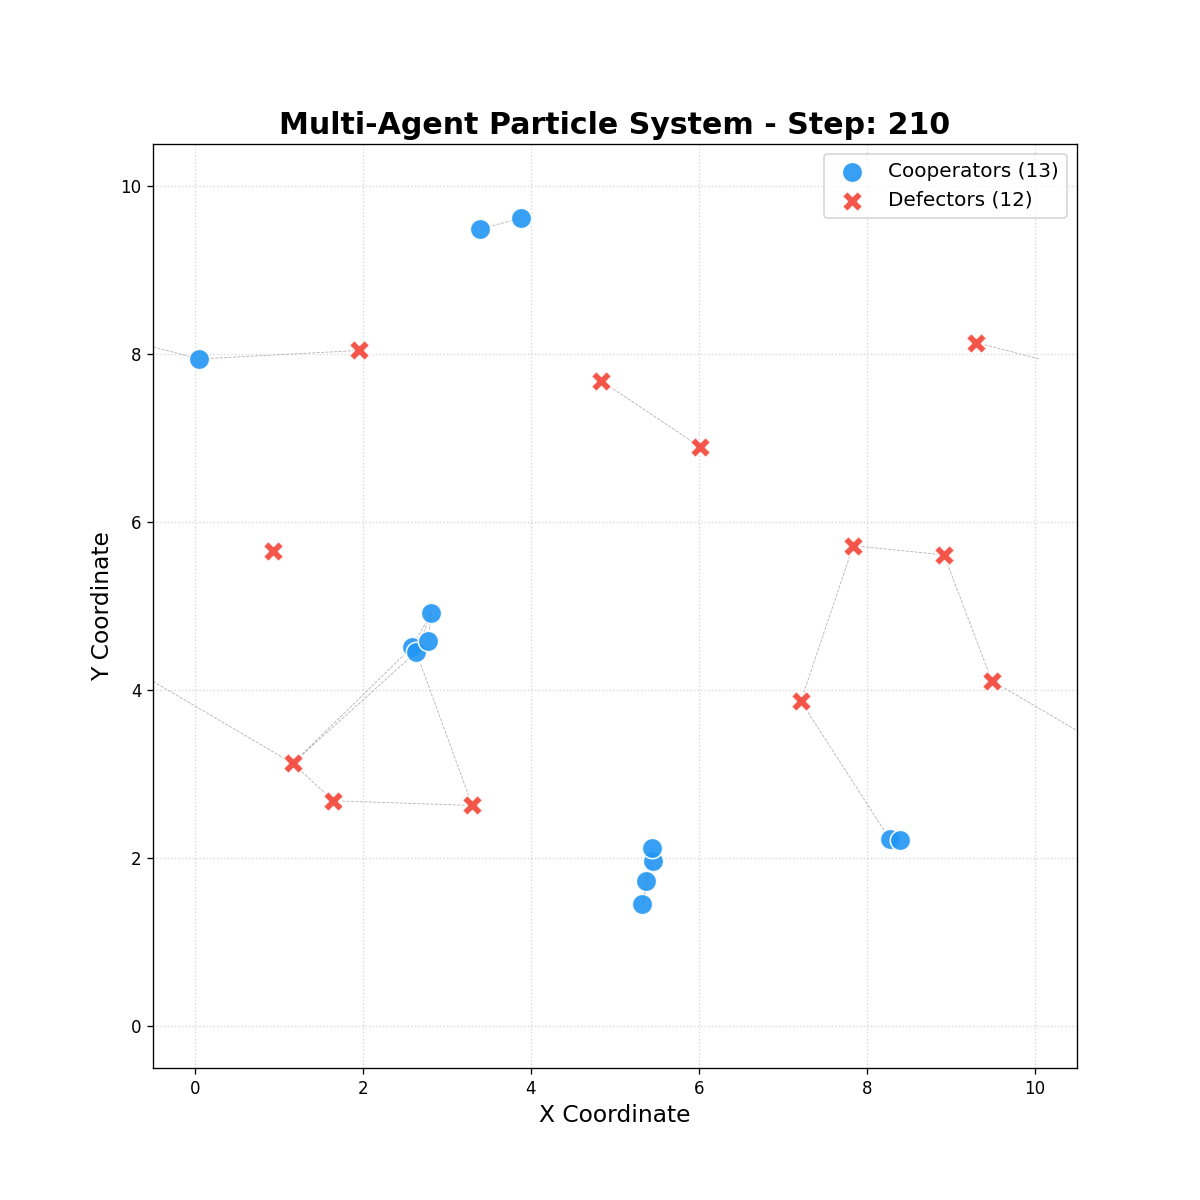 Multi-Agent Particle System - Step: 210
Cooperators (13)
Defectors (12)
10
8
6
4
2
0
Y Coordinate
0 2 4 6 8 10
X Coordinate